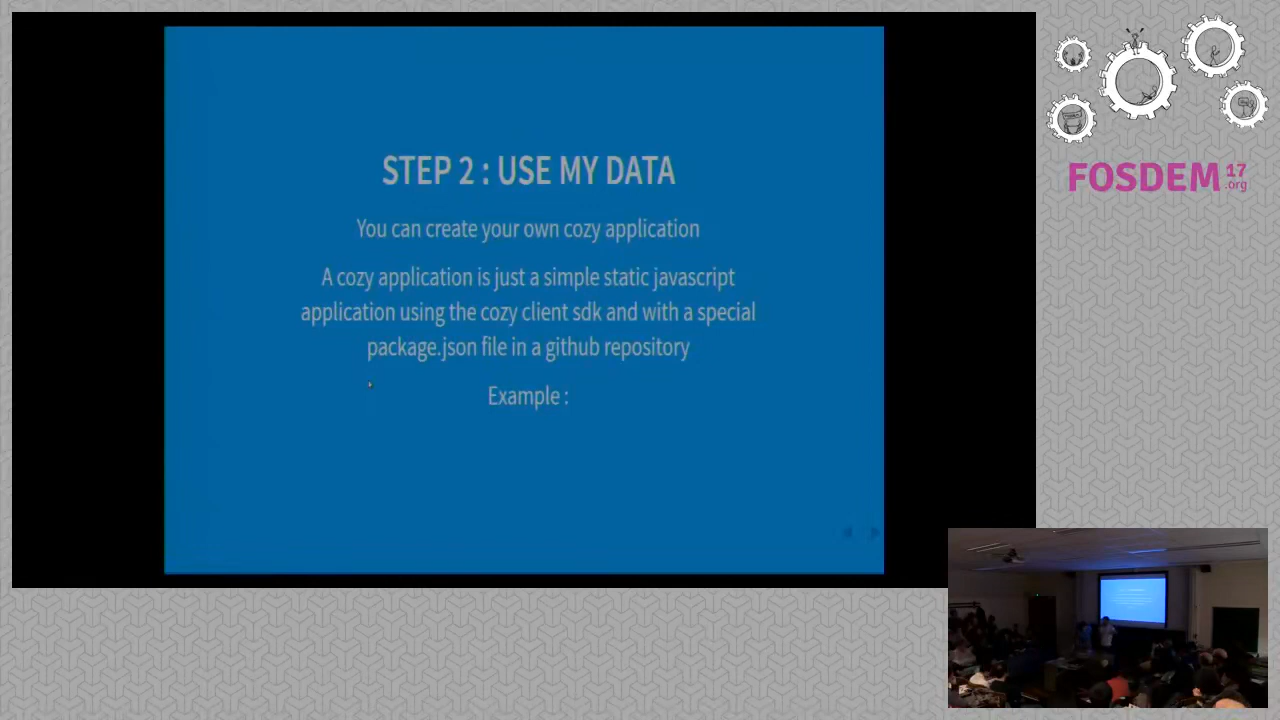 STEP 2 : USE MY DATA
You can create your own cozy application
A cozy application is just a simple static javascript
application using the cozy client sdk and with a special
package.json file in a github repository
Example :
FOSDEM 17
.org